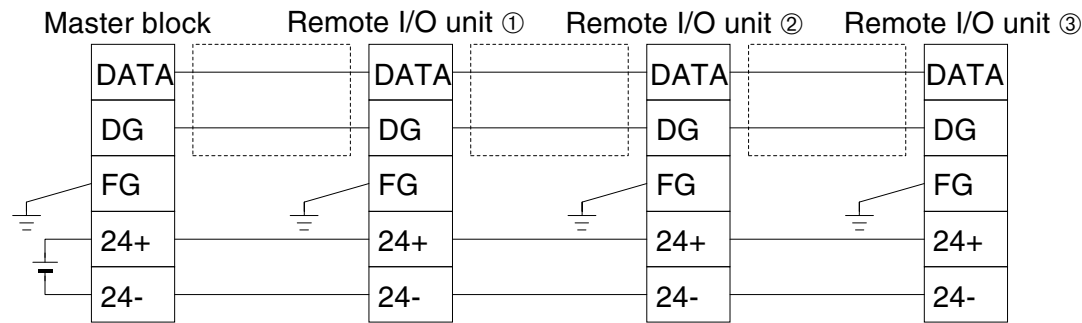 Master block Remote I/O unit ① Remote I/O unit ② Remote I/O unit ③
DATA DATA DATA DATA
DG DG DG DG
FG FG FG FG
24+ 24+ 24+ 24+
24- 24- 24- 24-